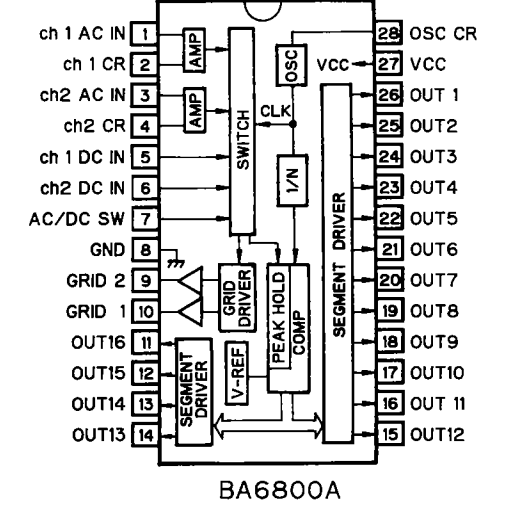 ch 1 AC IN 1
ch 1 CR 2
ch2 AC IN 3
ch2 CR 4
ch 1 DC IN 5
ch2 DC IN 6
AC/DC SW 7
GND 8
GRID 2 9
GRID 1 10
OUT16 11
OUT15 12
OUT14 13
OUT13 14
AMP
AMP
SWITCH
OSC
CLK
1/N
VCC
GRID
DRIVER
PEAK HOLD
COMP
V-REF
SEGMENT
DRIVER
SEGMENT DRIVER
28 OSC CR
27 VCC
26 OUT 1
25 OUT2
24 OUT3
23 OUT4
22 OUT5
21 OUT6
20 OUT7
19 OUT8
18 OUT9
17 OUT10
16 OUT 11
15 OUT12
BA6800A